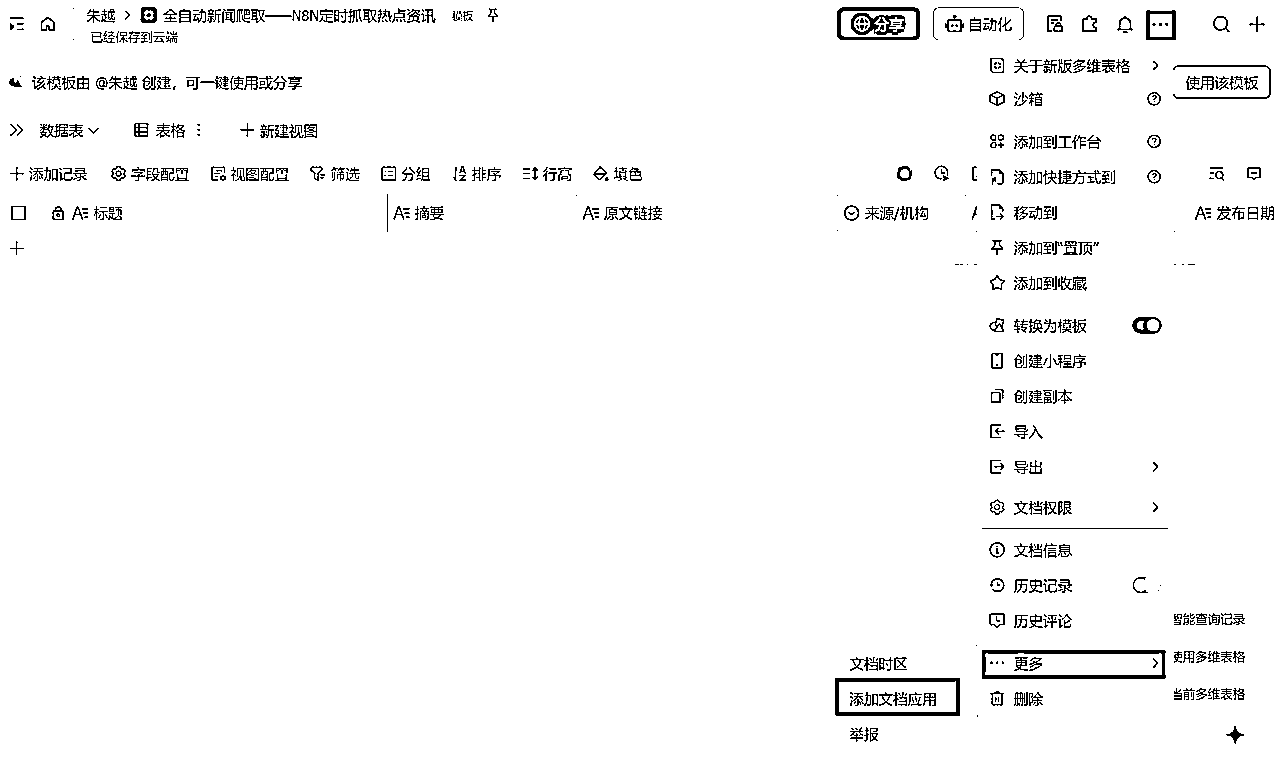 朱越 > 全自动新闻爬取——N8N定时抓取热点资讯 模板
已经保存到云端
分享 自动化
该模板由 @朱越 创建，可一键使用或分享
使用该模板
数据表 表格 新建视图
添加记录 字段配置 视图配置 筛选 分组 排序 行高 填色
标题 摘要 原文链接 来源/机构 发布日期
关于新版多维表格
沙箱
添加到工作台
添加快捷方式到
移动到
添加到“置顶”
添加到收藏
转换为模板
创建小程序
创建副本
导入
导出
文档权限
文档信息
历史记录
历史评论
更多
删除
文档时区
添加文档应用
举报
智能查询记录
使用多维表格
当前多维表格